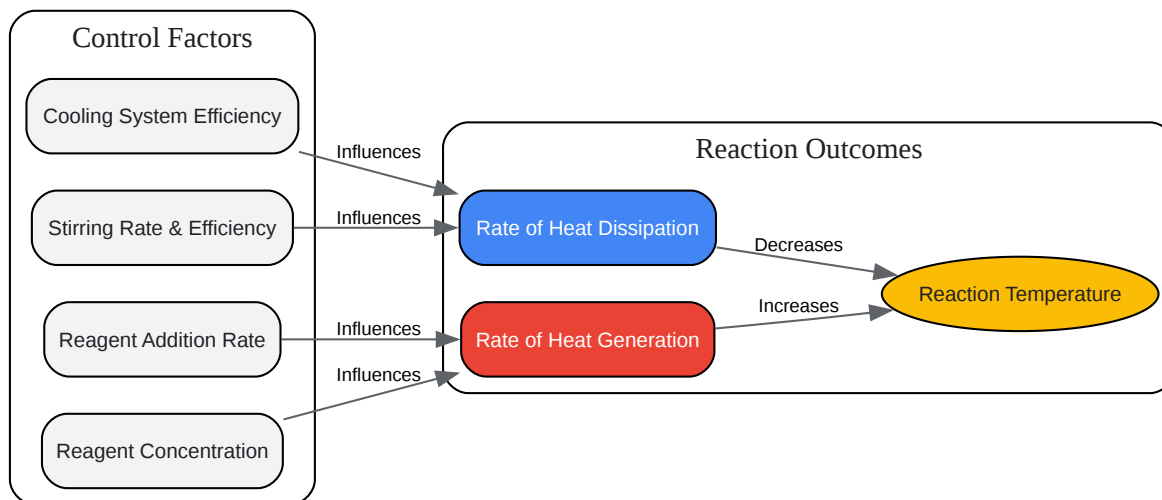 Control Factors
Cooling System Efficiency
Stirring Rate & Efficiency
Reagent Addition Rate
Reagent Concentration
Influences
Influences
Influences
Influences
Reaction Outcomes
Rate of Heat Dissipation
Rate of Heat Generation
Decreases
Increases
Reaction Temperature